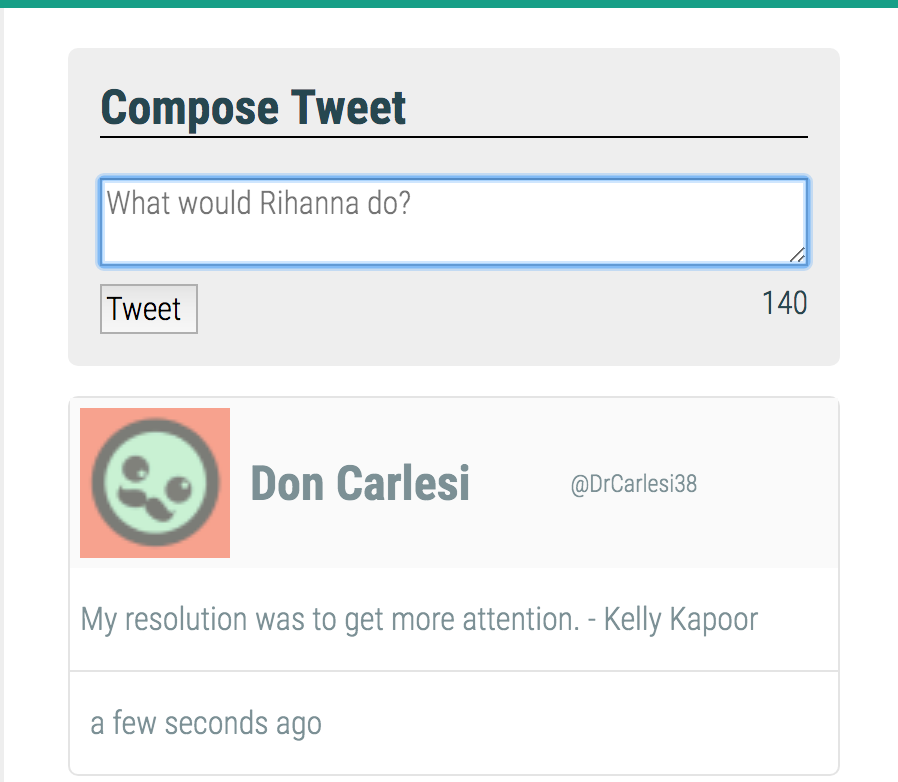 Compose Tweet
What would Rihanna do?
Tweet 140
Don Carlesi @DrCarlesi38
My resolution was to get more attention. - Kelly Kapoor
a few seconds ago